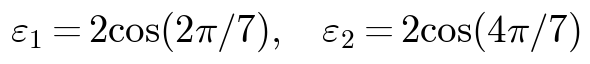 ε₁ = 2cos(2π/7), ε₂ = 2cos(4π/7)